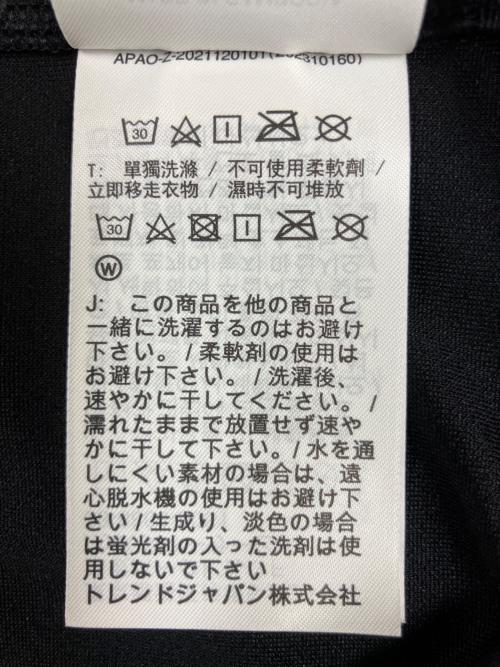 APAO-Z-2021120101(202310160)
30
T: 單獨洗滌 / 不可使用柔軟劑 /
立即移走衣物 / 濕時不可堆放
30
W
J: この商品を他の商品と
一緒に洗濯するのはお避け
下さい。/ 柔軟剤の使用は
お避け下さい。/ 洗濯後、
速やかに干してください。 /
濡れたままで放置せず速や
かに干して下さい。/ 水を通
しにくい素材の場合は、遠
心脱水機の使用はお避け下
さい / 生成り、淡色の場合
は蛍光剤の入った洗剤は使
用しないで下さい
トレンドジャパン株式会社